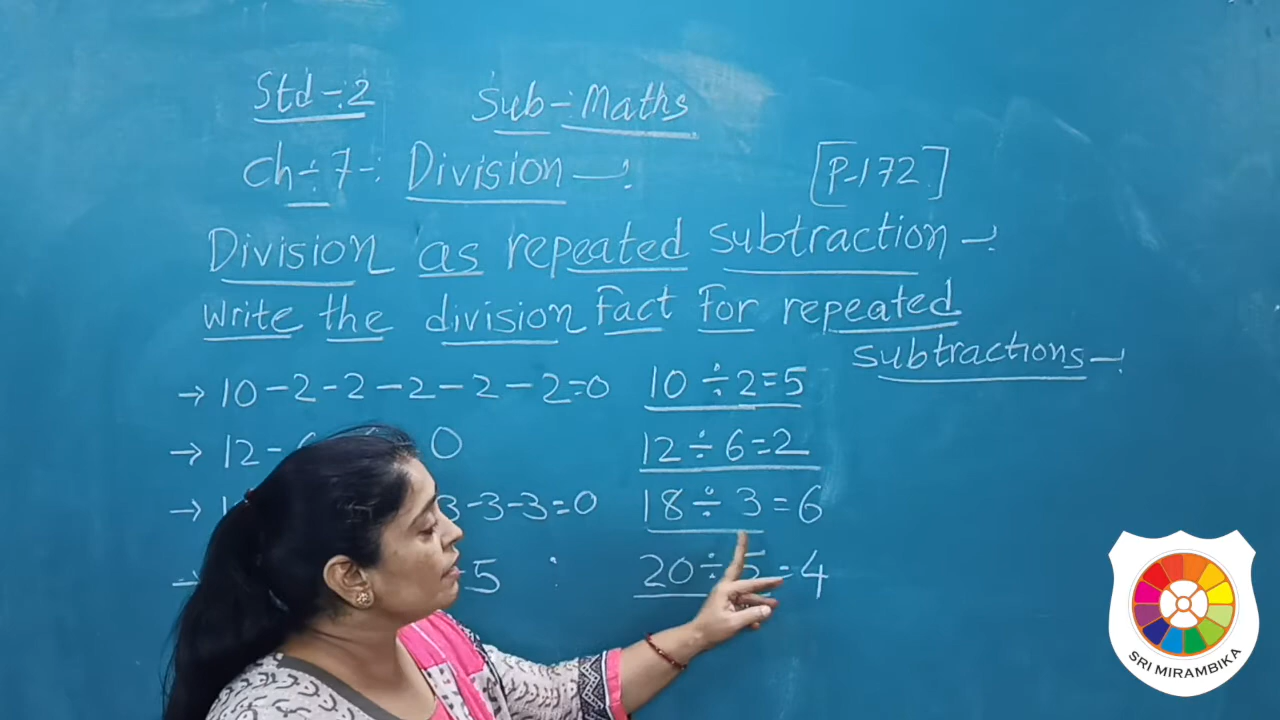 Std-:2 Sub-:Maths
Ch-:7-: Division-: [P-172]
Division as repeated subtraction-:
Write the division fact for repeated
subtractions-:
→ 10-2-2-2-2-2=0 10÷2=5
→ 12- 0 12÷6=2
→ -3-3=0 18÷3=6
→ 5 : 20÷5=4
SRI MIRAMBIKA